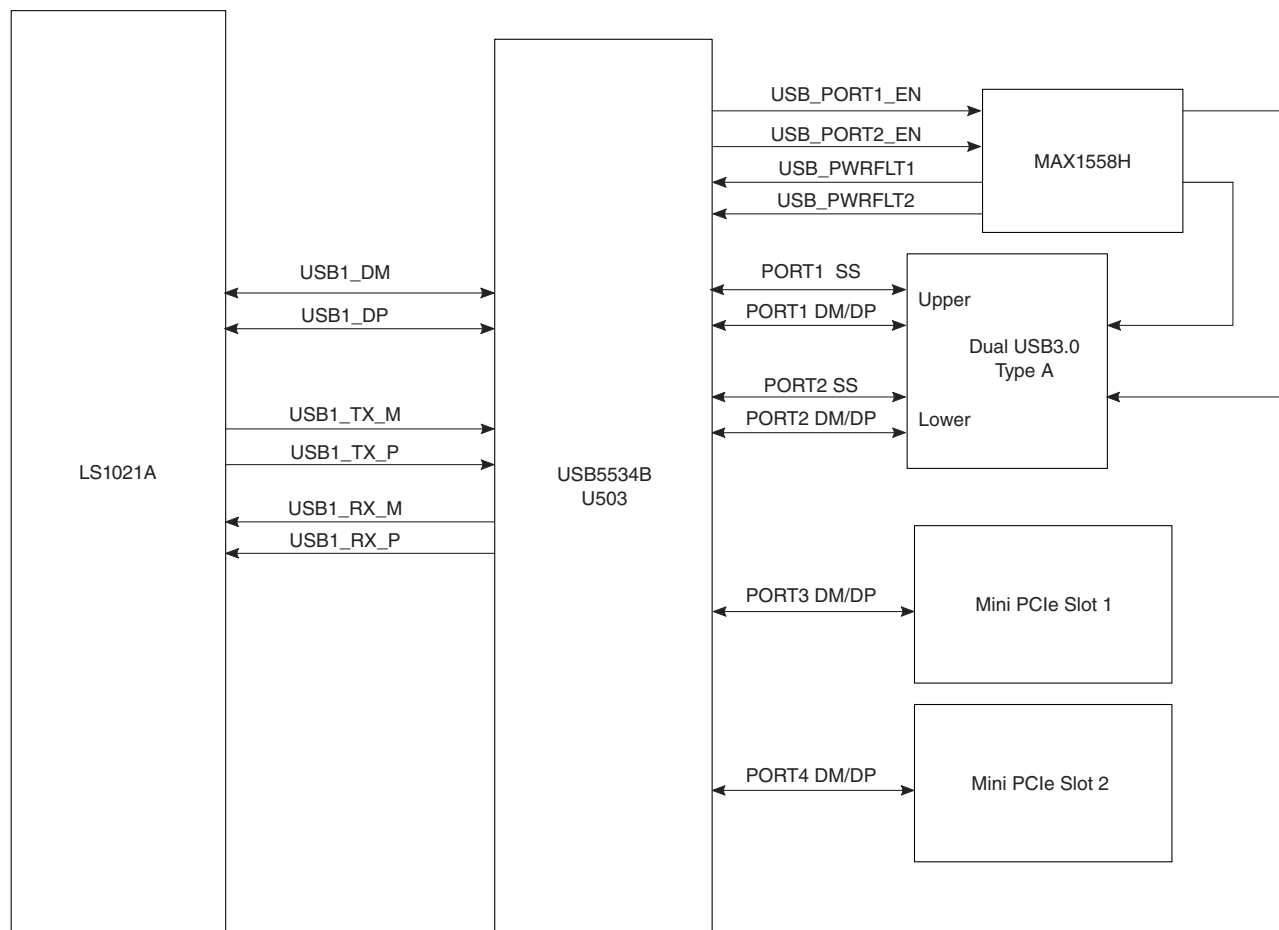 USB_PORT1_EN
USB_PORT2_EN
USB_PWRFLT1
USB_PWRFLT2
MAX1558H
USB1_DM
USB1_DP
PORT1 SS
PORT1 DM/DP
PORT2 SS
PORT2 DM/DP
Upper
Dual USB3.0
Type A
Lower
USB1_TX_M
USB1_TX_P
USB1_RX_M
USB1_RX_P
LS1021A
USB5534B
U503
PORT3 DM/DP
Mini PCIe Slot 1
PORT4 DM/DP
Mini PCIe Slot 2